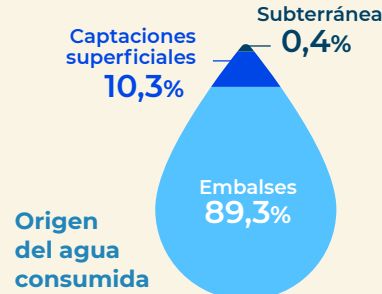 Subterránea
0,4%
Captaciones
superficiales
10,3%
Embalses
89,3%
Origen
del agua
consumida